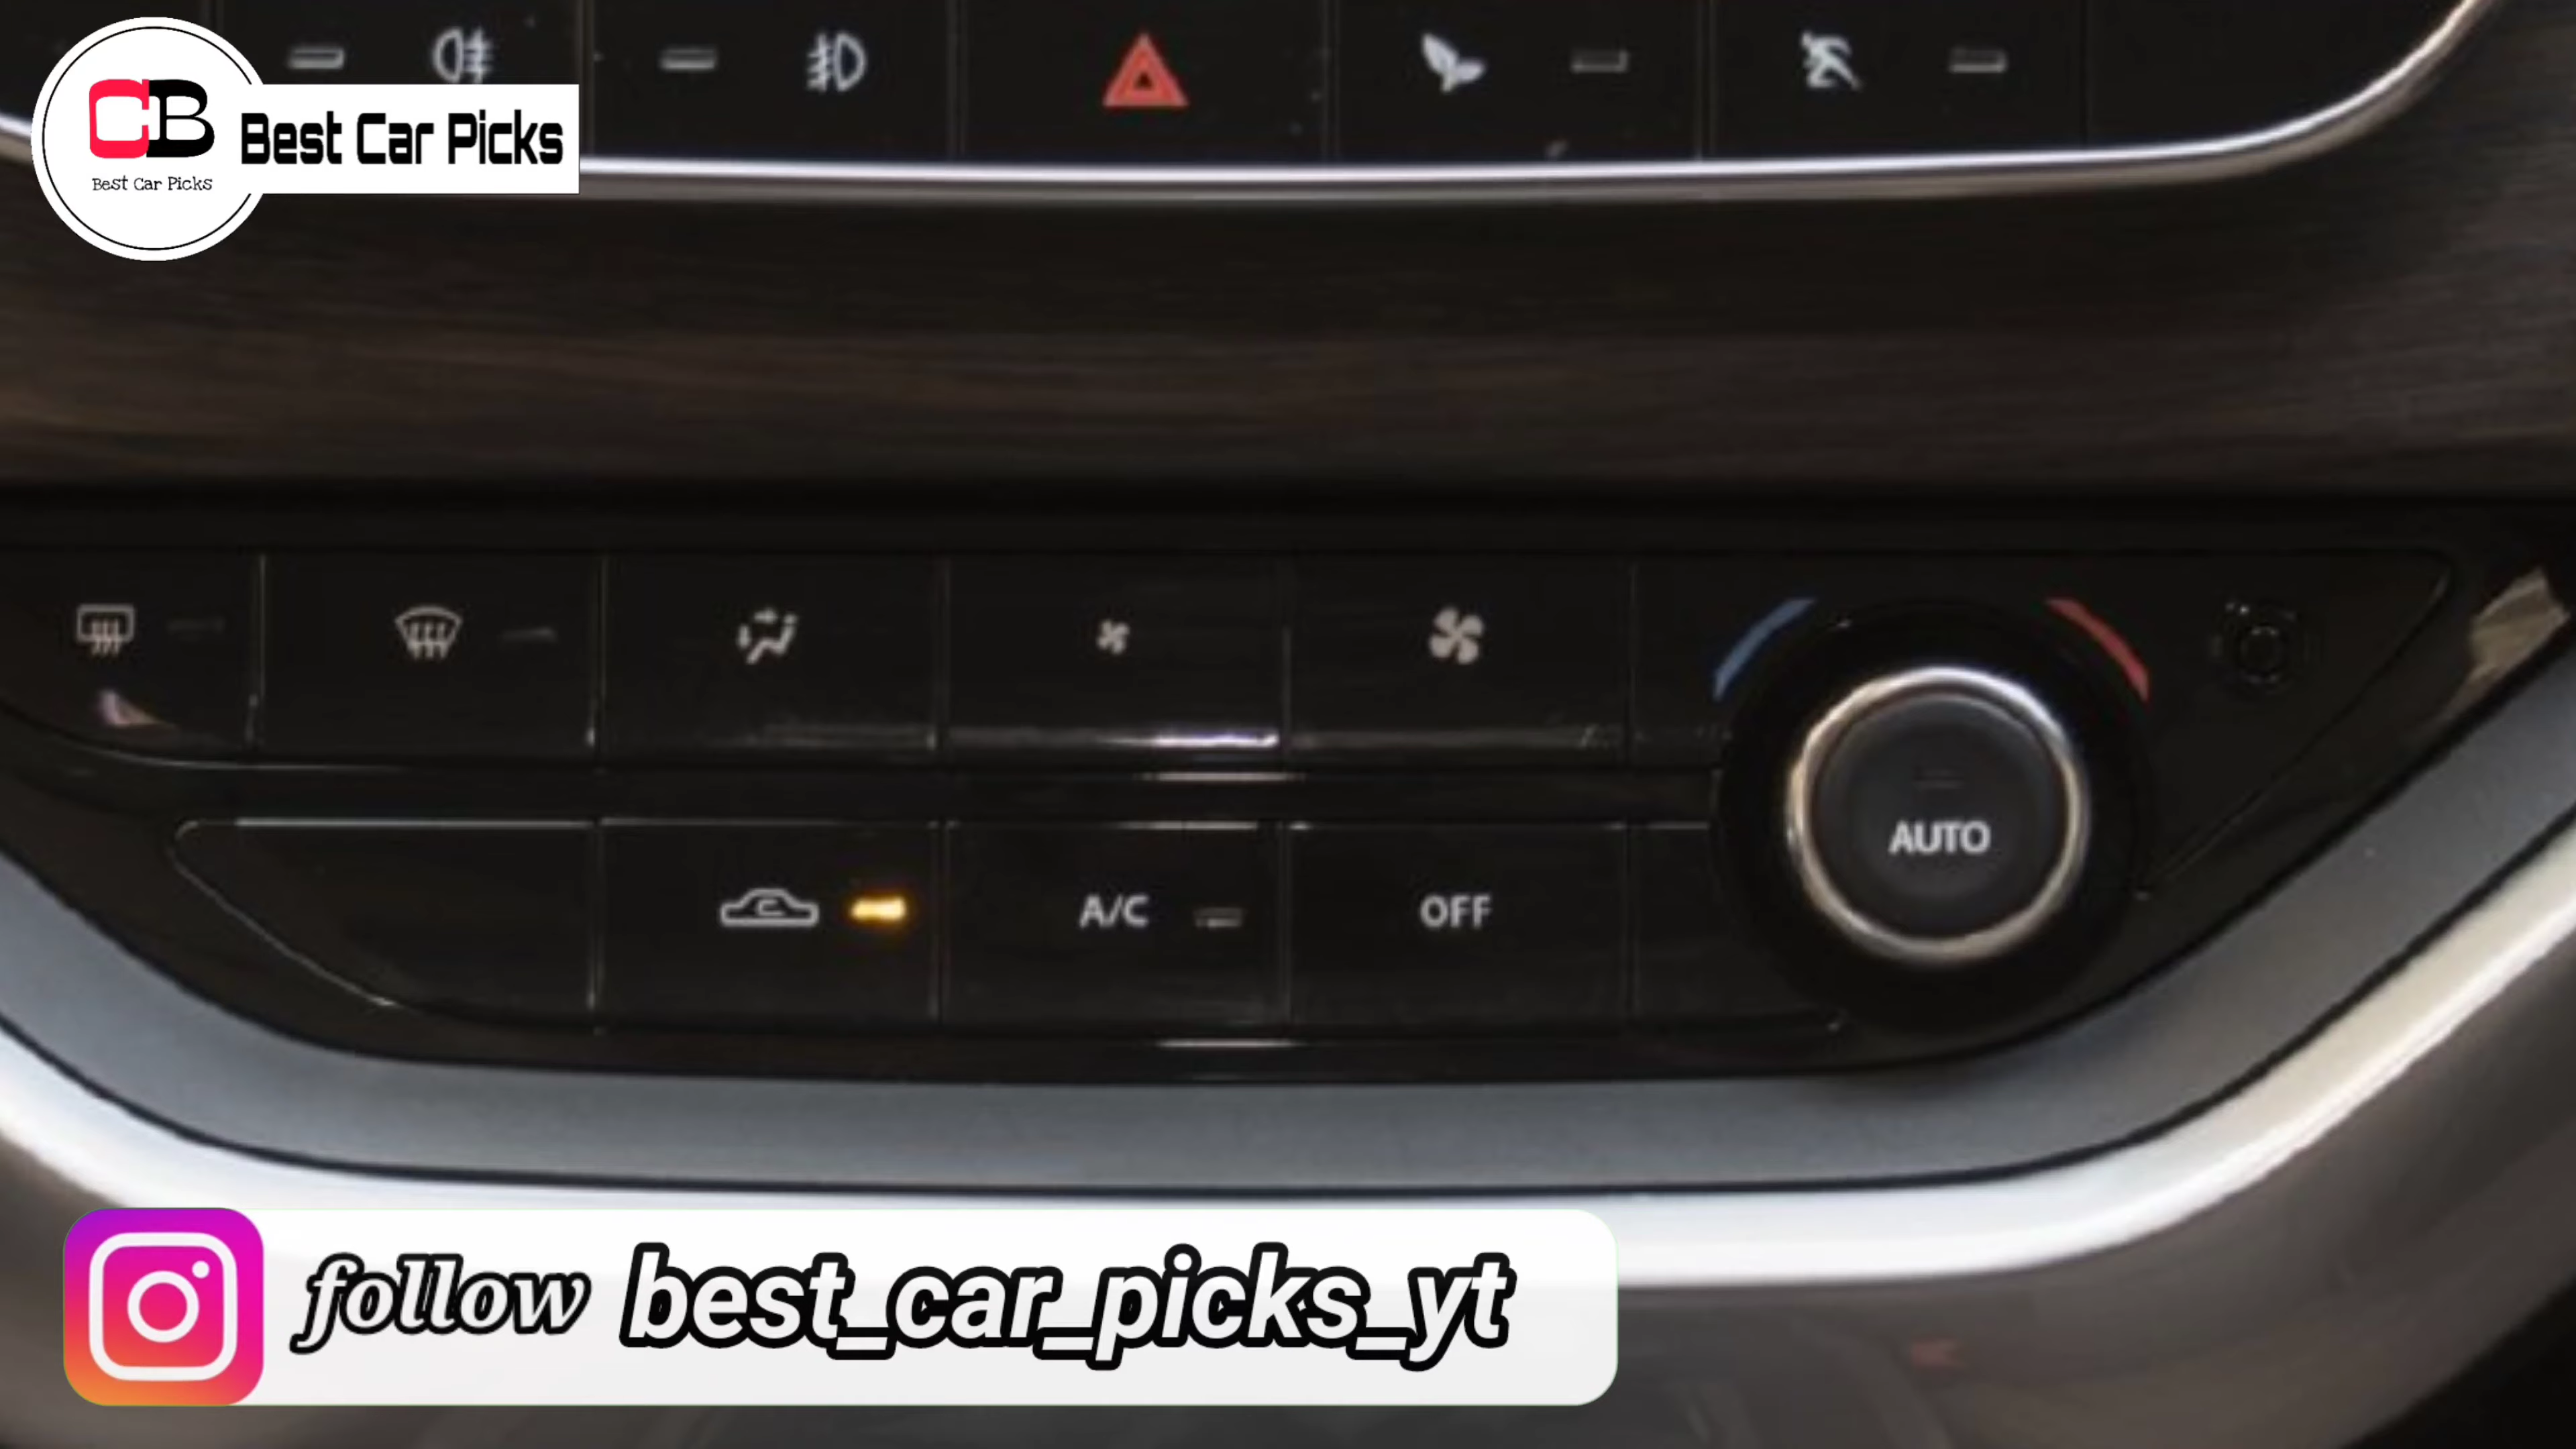 CB
Best Car Picks
Best Car Picks
AUTO
A/C
OFF
follow best_car_picks_yt